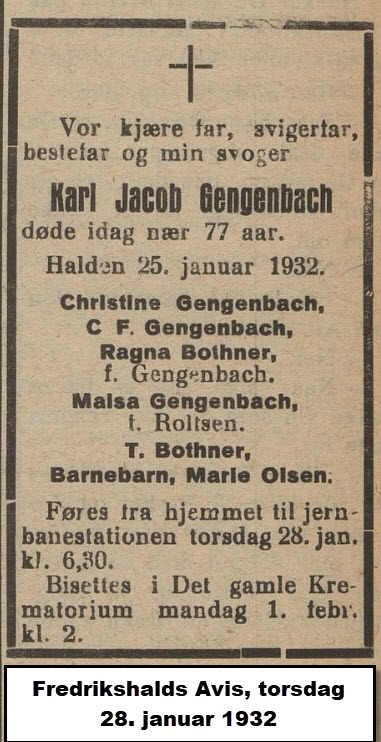 Vor kjære far, svigerfar,
bestefar og min svoger
Karl Jacob Gengenbach
døde idag nær 77 aar.
Halden 25. januar 1932.
Christine Gengenbach,
C F. Gengenbach,
Ragna Bothner,
f. Gengenbach.
Maisa Gengenbach,
f. Rolfsen.
T. Bothner,
Barnebarn, Marie Olsen.
Føres fra hjemmet til jern-
banestationen torsdag 28. jan.
kl. 6,30.
Bisettes i Det gamle Kre-
matorium mandag 1. febr.
kl. 2.
Fredrikshalds Avis, torsdag
28. januar 1932